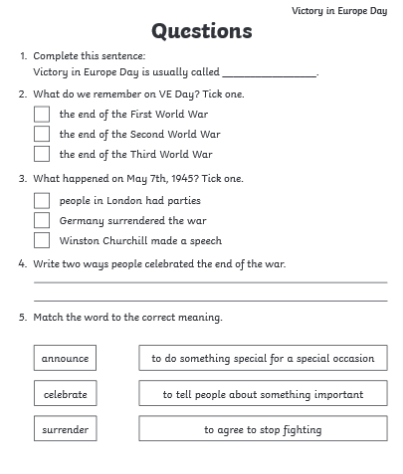 Victory in Europe Day
Questions
1. Complete this sentence:
Victory in Europe Day is usually called ________________.
2. What do we remember on VE Day? Tick one.
the end of the First World War
the end of the Second World War
the end of the Third World War
3. What happened on May 7th, 1945? Tick one.
people in London had parties
Germany surrendered the war
Winston Churchill made a speech
4. Write two ways people celebrated the end of the war.
5. Match the word to the correct meaning.
announce to do something special for a special occasion
celebrate to tell people about something important
surrender to agree to stop fighting